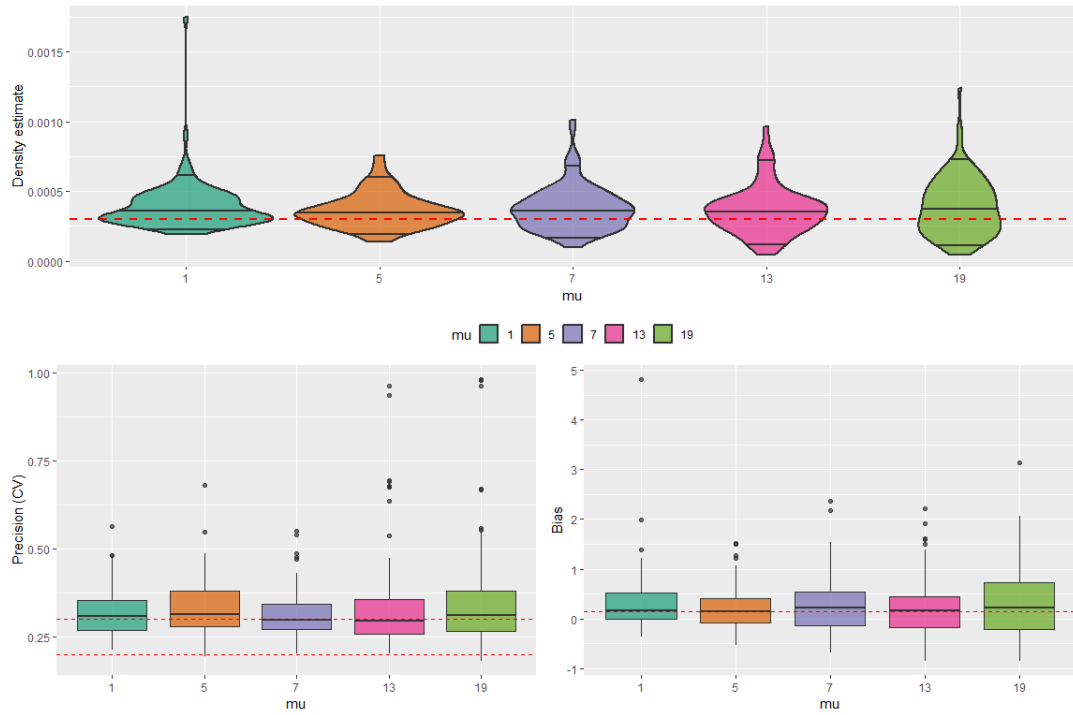 Density estimate
0.0015
0.0010
0.0005
0.0000
1 5 7 13 19
mu
mu 1 5 7 13 19
Precision (CV)
1.00
0.75
0.50
0.25
1 5 7 13 19
mu
Bias
5
4
3
2
1
0
-1
1 5 7 13 19
mu